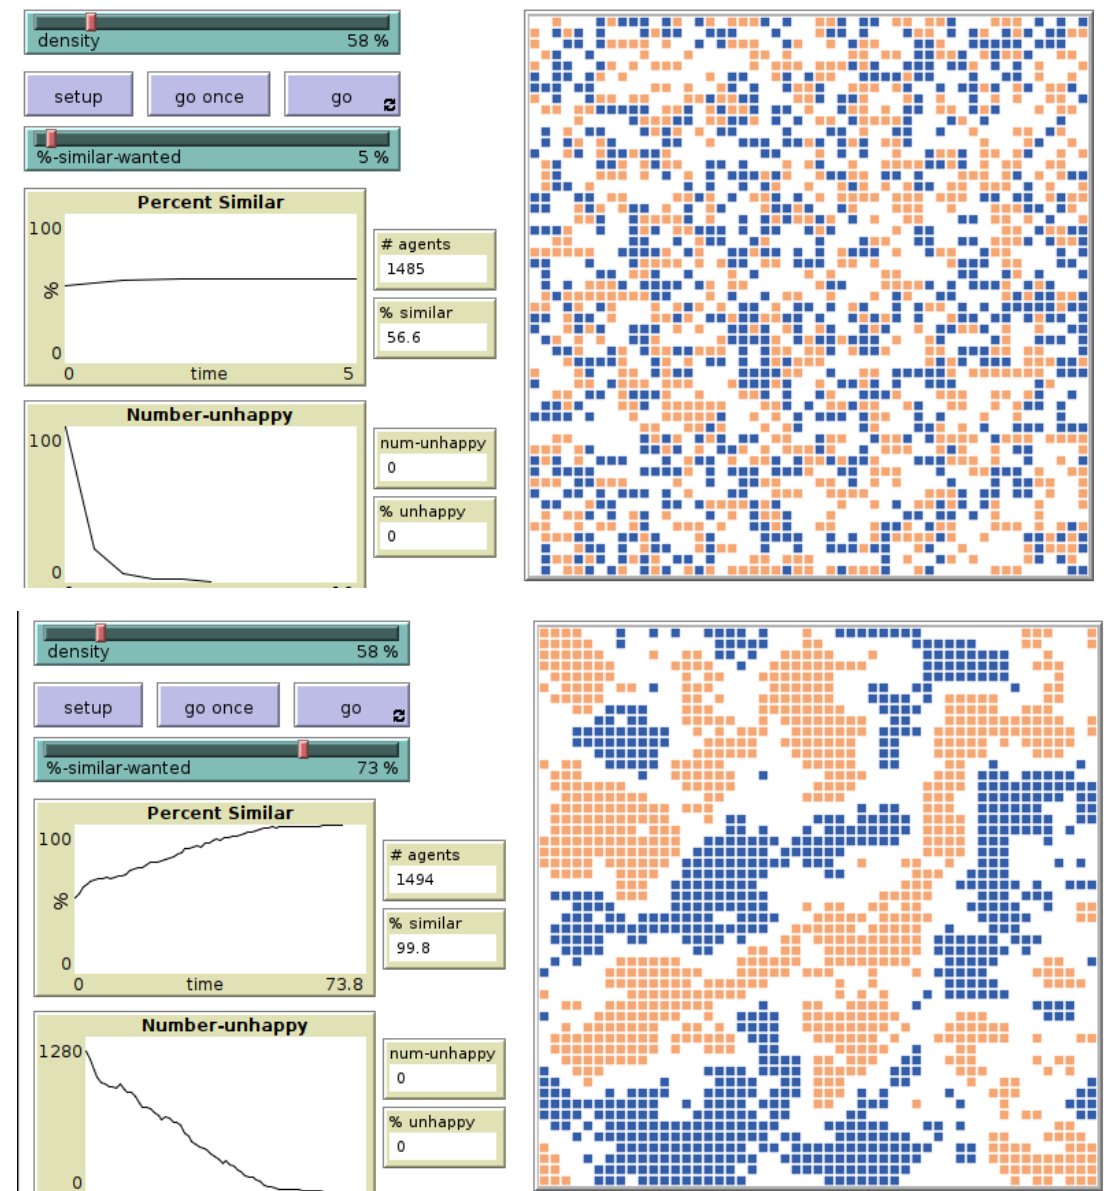 density 58 %
setup go once go
%-similar-wanted 5 %
Percent Similar
100
%
0
0 time 5
# agents
1485
% similar
56.6
Number-unhappy
100
0
num-unhappy
0
% unhappy
0
density 58 %
setup go once go
%-similar-wanted 73 %
Percent Similar
100
%
0
0 time 73.8
# agents
1494
% similar
99.8
Number-unhappy
1280
0
num-unhappy
0
% unhappy
0